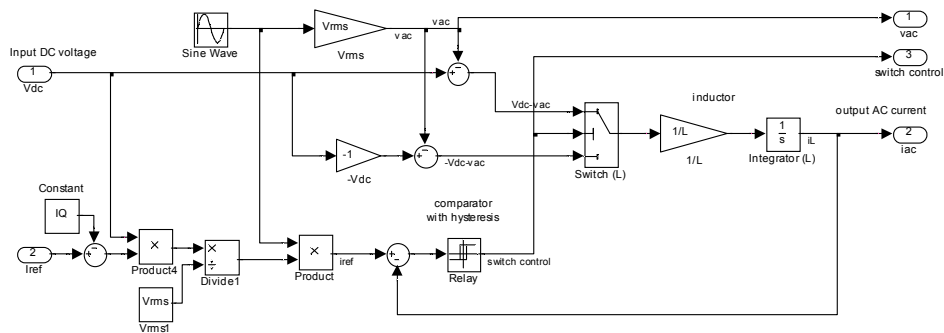 Sine Wave
Vrms
Vrms
vac
vac
1
vac
3
switch control
Input DC voltage
1
Vdc
Vdc-vac
-1
-Vdc
-Vdc-vac
Switch (L)
inductor
1/L
1/L
1
s
Integrator (L)
iL
output AC current
2
iac
Constant
IQ
2
Iref
Product4
Divide1
Vrms
Vrms1
Product
iref
comparator
with hysteresis
Relay
switch control